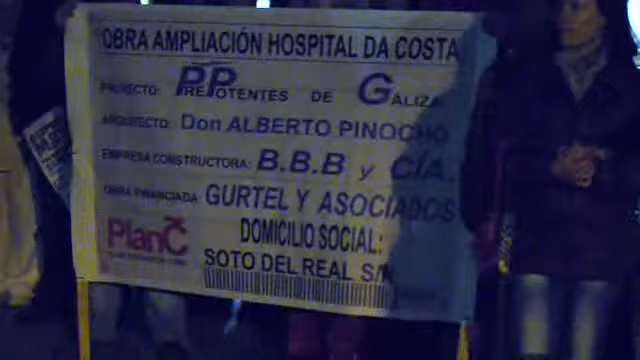 OBRA AMPLIACIÓN HOSPITAL DA COSTA
PROYECTO: PREPOTENTES DE GALIZA
ARQUITECTO: Don ALBERTO PINOCHO
EMPRESA CONSTRUCTORA: B.B.B y CÍA.
OBRA FINANCIADA: GURTEL Y ASOCIADOS
PlanC
DOMICILIO SOCIAL:
SOTO DEL REAL S/N